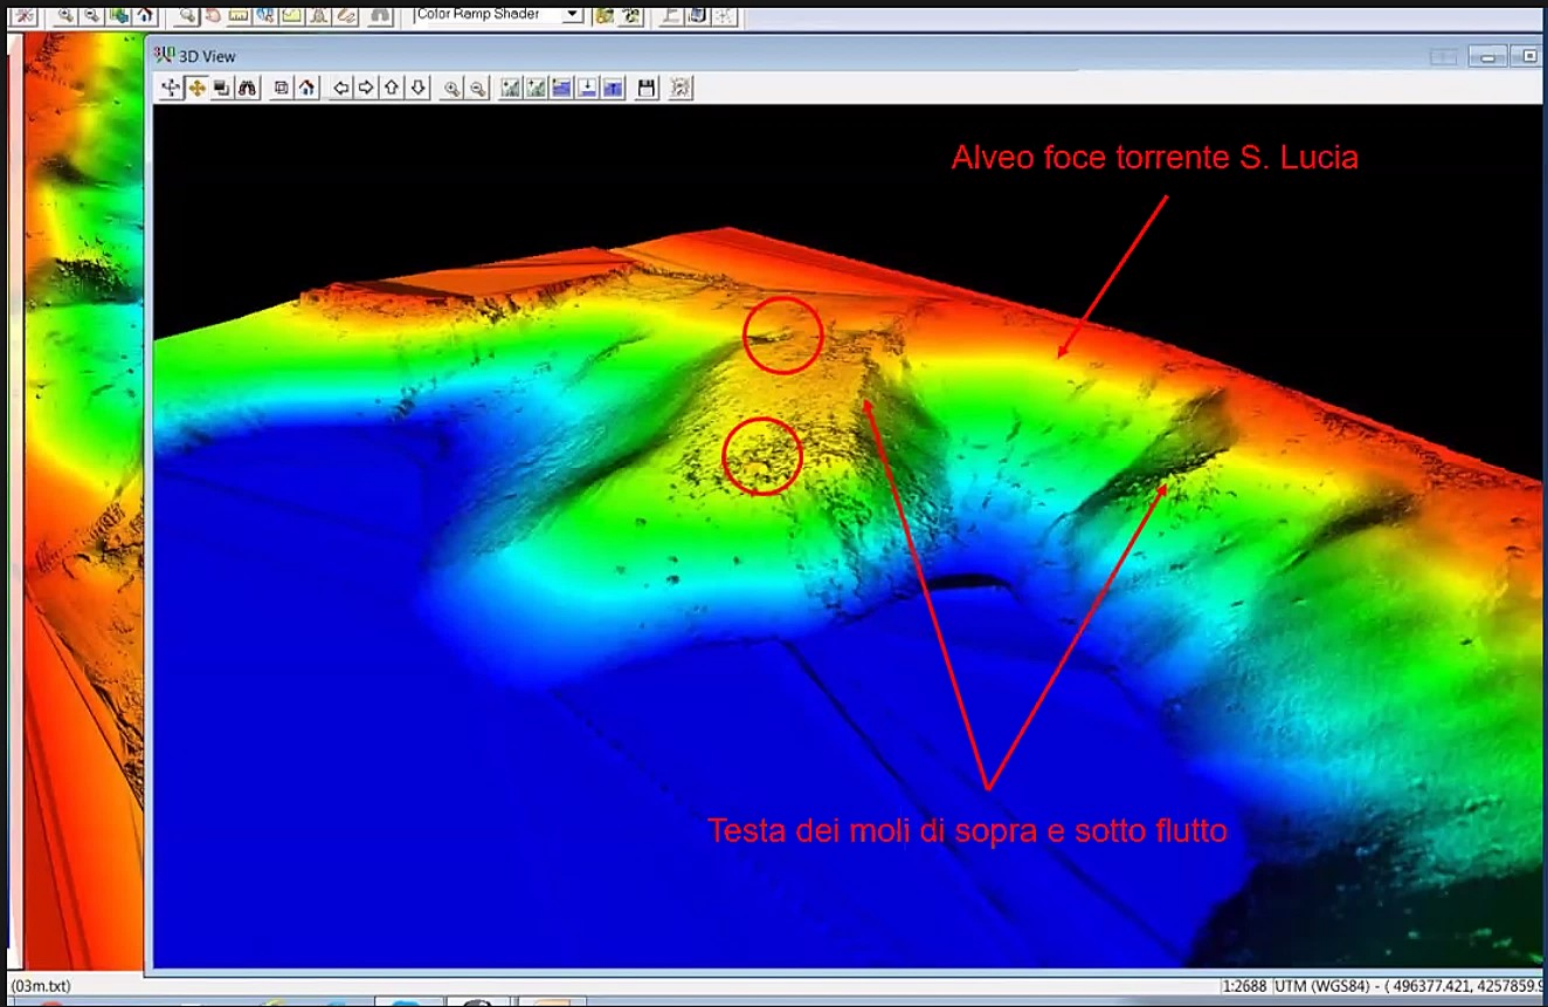 Color Ramp Shader
3D View
Alveo foce torrente S. Lucia
Testa dei moli di sopra e sotto flutto
(03m.txt)
1:2688 UTM (WGS84) - ( 496377.421, 4257859.9